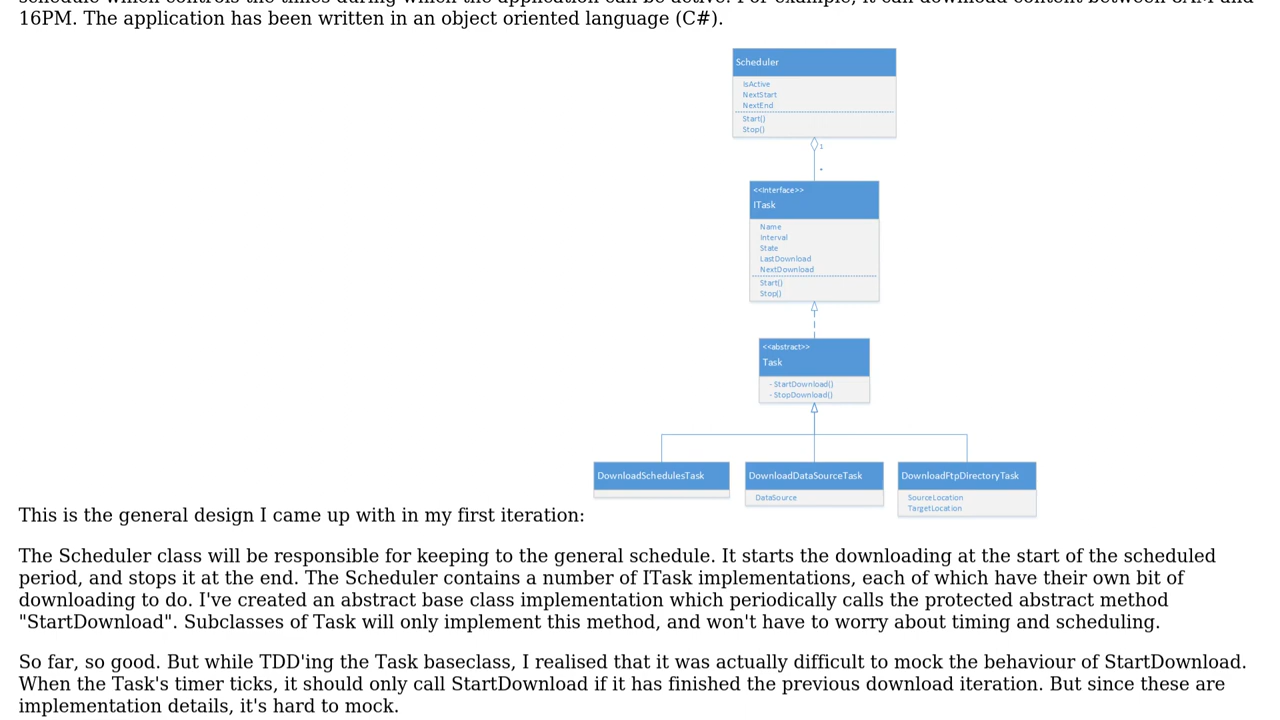 16PM. The application has been written in an object oriented language (C#).
Scheduler
IsActive
NextStart
NextEnd
Start()
Stop()
1
*
<<Interface>>
ITask
Name
Interval
State
LastDownload
NextDownload
Start()
Stop()
<<abstract>>
Task
- StartDownload()
- StopDownload()
DownloadSchedulesTask
DownloadDataSourceTask
DataSource
DownloadFtpDirectoryTask
SourceLocation
TargetLocation
This is the general design I came up with in my first iteration:
The Scheduler class will be responsible for keeping to the general schedule. It starts the downloading at the start of the scheduled
period, and stops it at the end. The Scheduler contains a number of ITask implementations, each of which have their own bit of
downloading to do. I've created an abstract base class implementation which periodically calls the protected abstract method
"StartDownload". Subclasses of Task will only implement this method, and won't have to worry about timing and scheduling.
So far, so good. But while TDD'ing the Task baseclass, I realised that it was actually difficult to mock the behaviour of StartDownload.
When the Task's timer ticks, it should only call StartDownload if it has finished the previous download iteration. But since these are
implementation details, it's hard to mock.